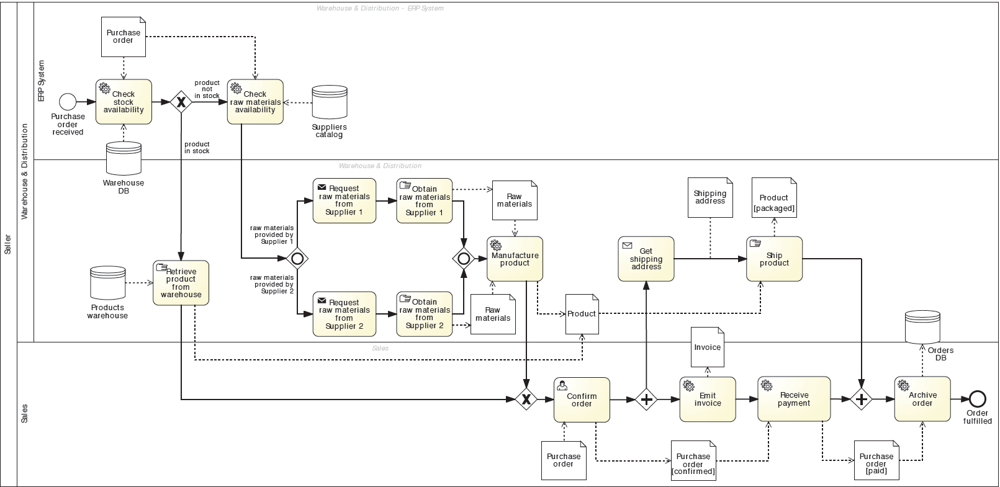 Warehouse & Distribution - ERP System
Seller
Warehouse & Distribution
ERP System
Purchase
order
Purchase
order
received
Check
stock
availability
product
not
in stock
Check
raw materials
availability
Suppliers
catalog
product
in stock
Warehouse
DB
Warehouse & Distribution
Request
raw materials
from
Supplier 1
Obtain
raw materials
from
Supplier 1
Raw
materials
Shipping
address
Product
[packaged]
raw materials
provided by
Supplier 1
raw materials
provided by
Supplier 2
Manufacture
product
Get
shipping
address
Ship
product
Retrieve
product
from
warehouse
Products
warehouse
Request
raw materials
from
Supplier 2
Obtain
raw materials
from
Supplier 2
Raw
materials
Product
Sales
Sales
Invoice
Orders
DB
Confirm
order
Emit
invoice
Receive
payment
Archive
order
Order
fulfilled
Purchase
order
Purchase
order
[confirmed]
Purchase
order
[paid]